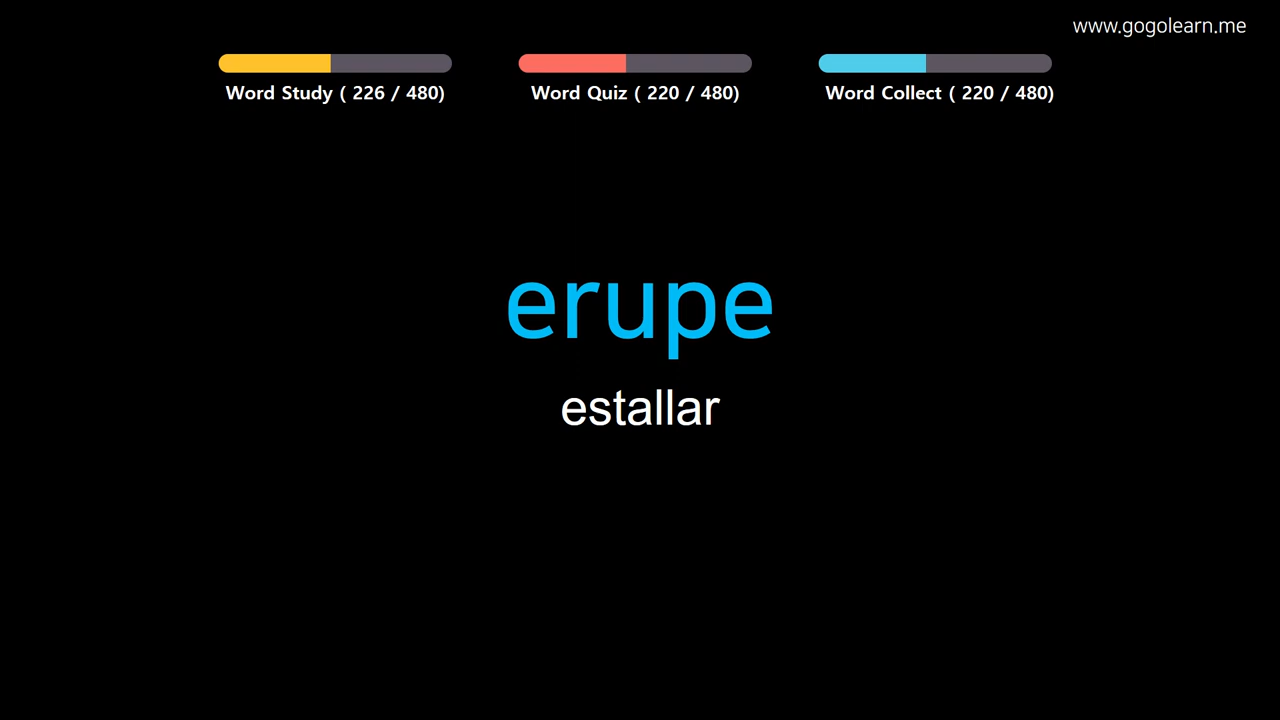 www.gogolearn.me
Word Study ( 226 / 480)
Word Quiz ( 220 / 480)
Word Collect ( 220 / 480)
erupe
estallar